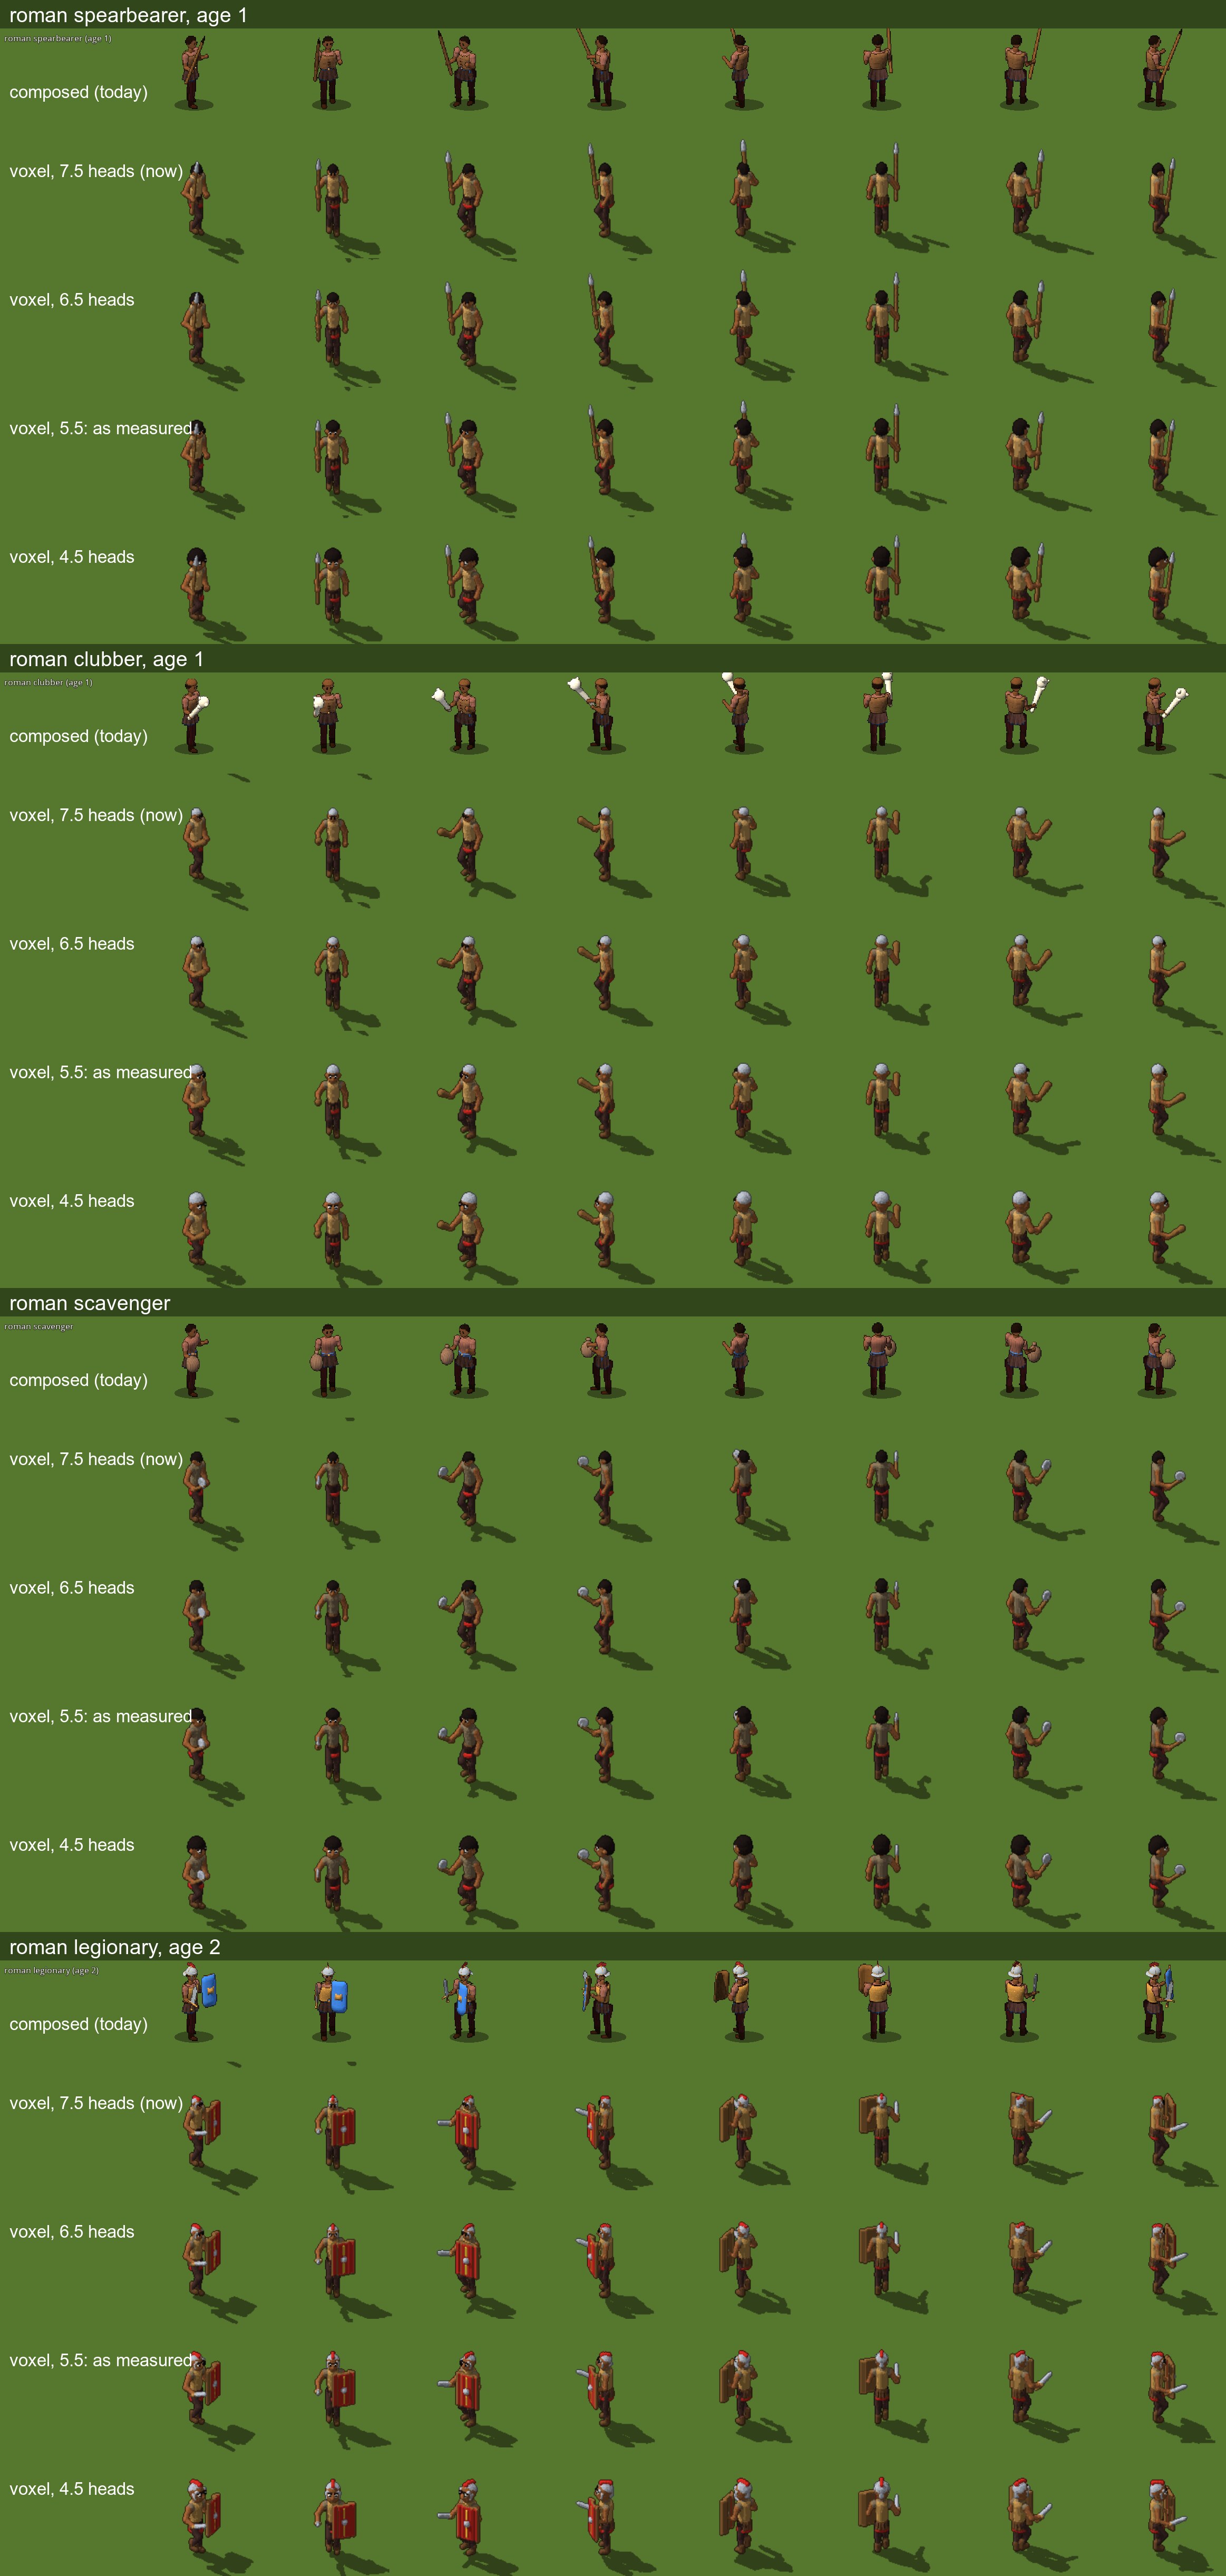 roman spearbearer, age 1
roman spearbearer (age 1)
composed (today)
voxel, 7.5 heads (now)
voxel, 6.5 heads
voxel, 5.5: as measured
voxel, 4.5 heads
roman clubber, age 1
roman clubber (age 1)
composed (today)
voxel, 7.5 heads (now)
voxel, 6.5 heads
voxel, 5.5: as measured
voxel, 4.5 heads
roman scavenger
roman scavenger
composed (today)
voxel, 7.5 heads (now)
voxel, 6.5 heads
voxel, 5.5: as measured
voxel, 4.5 heads
roman legionary, age 2
roman legionary (age 2)
composed (today)
voxel, 7.5 heads (now)
voxel, 6.5 heads
voxel, 5.5: as measured
voxel, 4.5 heads